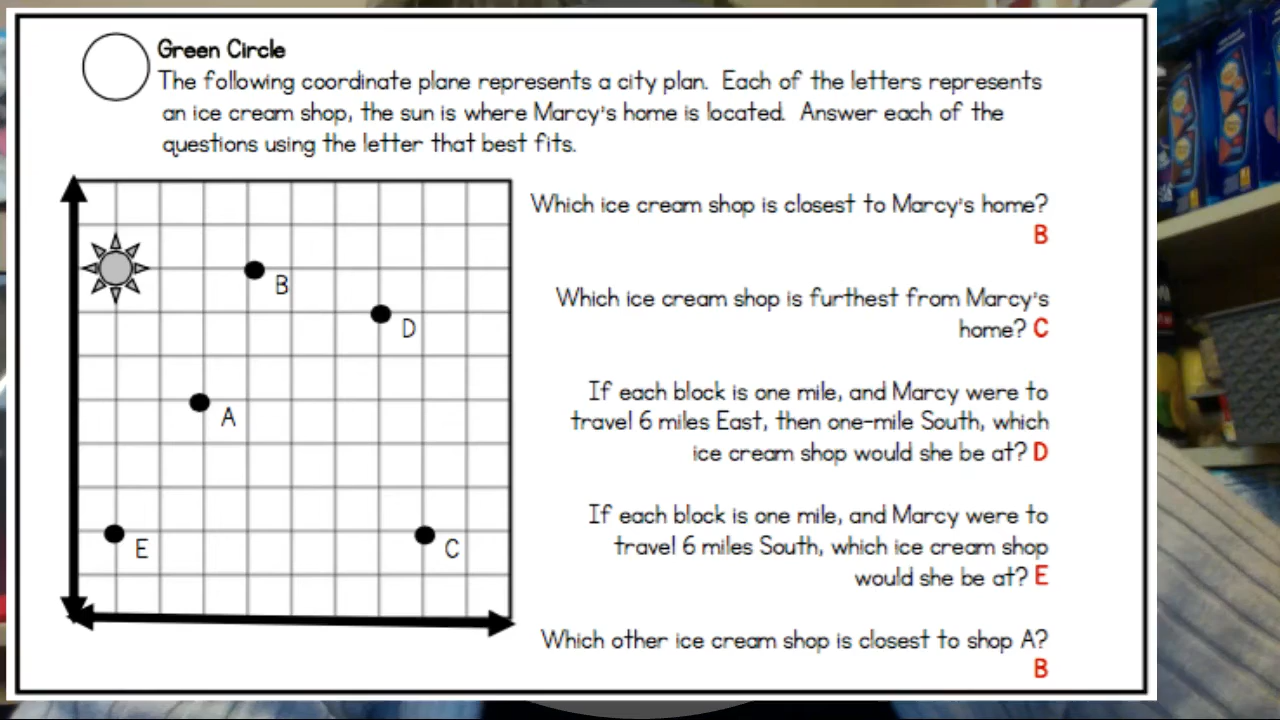 Green Circle
The following coordinate plane represents a city plan. Each of the letters represents
an ice cream shop, the sun is where Marcy's home is located. Answer each of the
questions using the letter that best fits.
Which ice cream shop is closest to Marcy's home?
B
Which ice cream shop is furthest from Marcy's
home? C
If each block is one mile, and Marcy were to
travel 6 miles East, then one-mile South, which
ice cream shop would she be at? D
If each block is one mile, and Marcy were to
travel 6 miles South, which ice cream shop
would she be at? E
Which other ice cream shop is closest to shop A?
B
B
D
A
E
C